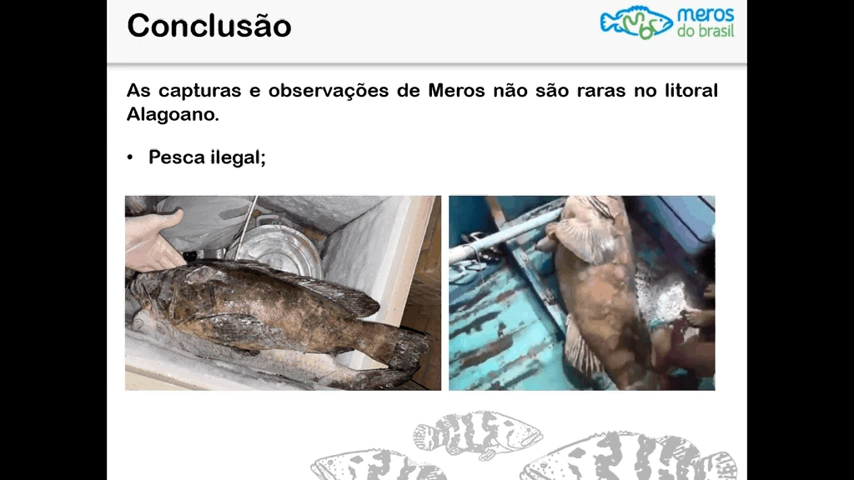 Conclusão
meros
do brasil
As capturas e observações de Meros não são raras no litoral
Alagoano.
• Pesca ilegal;